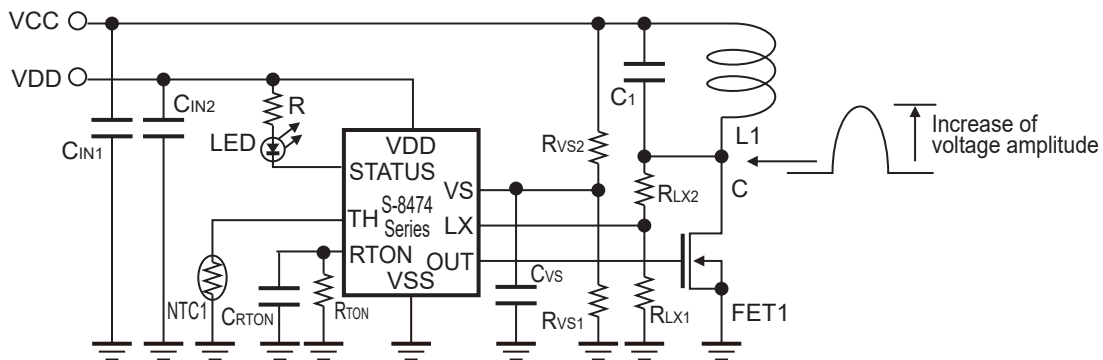 VCC
VDD
CIN1
CIN2
R
LED
VDD
STATUS
TH
S-8474
Series
RTON
VSS
VS
LX
OUT
NTC1
CRTON
RTON
CVS
RVS2
RVS1
C1
RLX2
RLX1
L1
C
FET1
Increase of
voltage amplitude